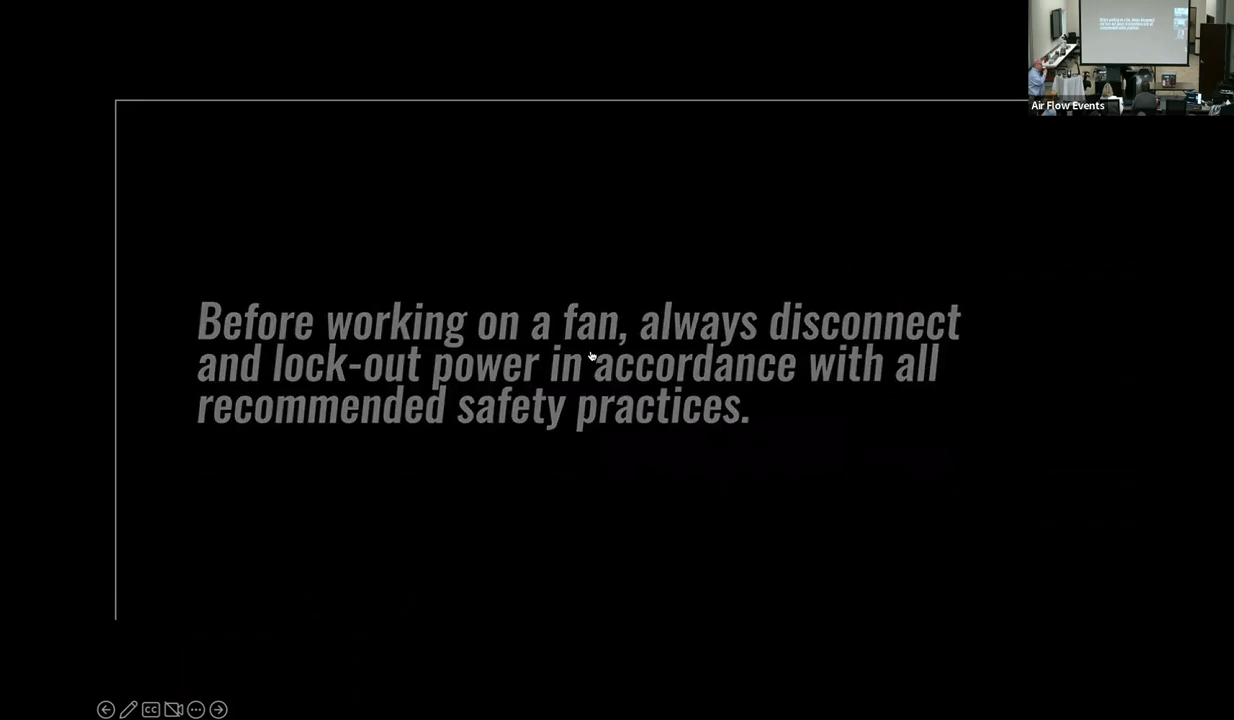 Air Flow Events
Before working on a fan, always disconnect
and lock-out power in accordance with all
recommended safety practices.
CC